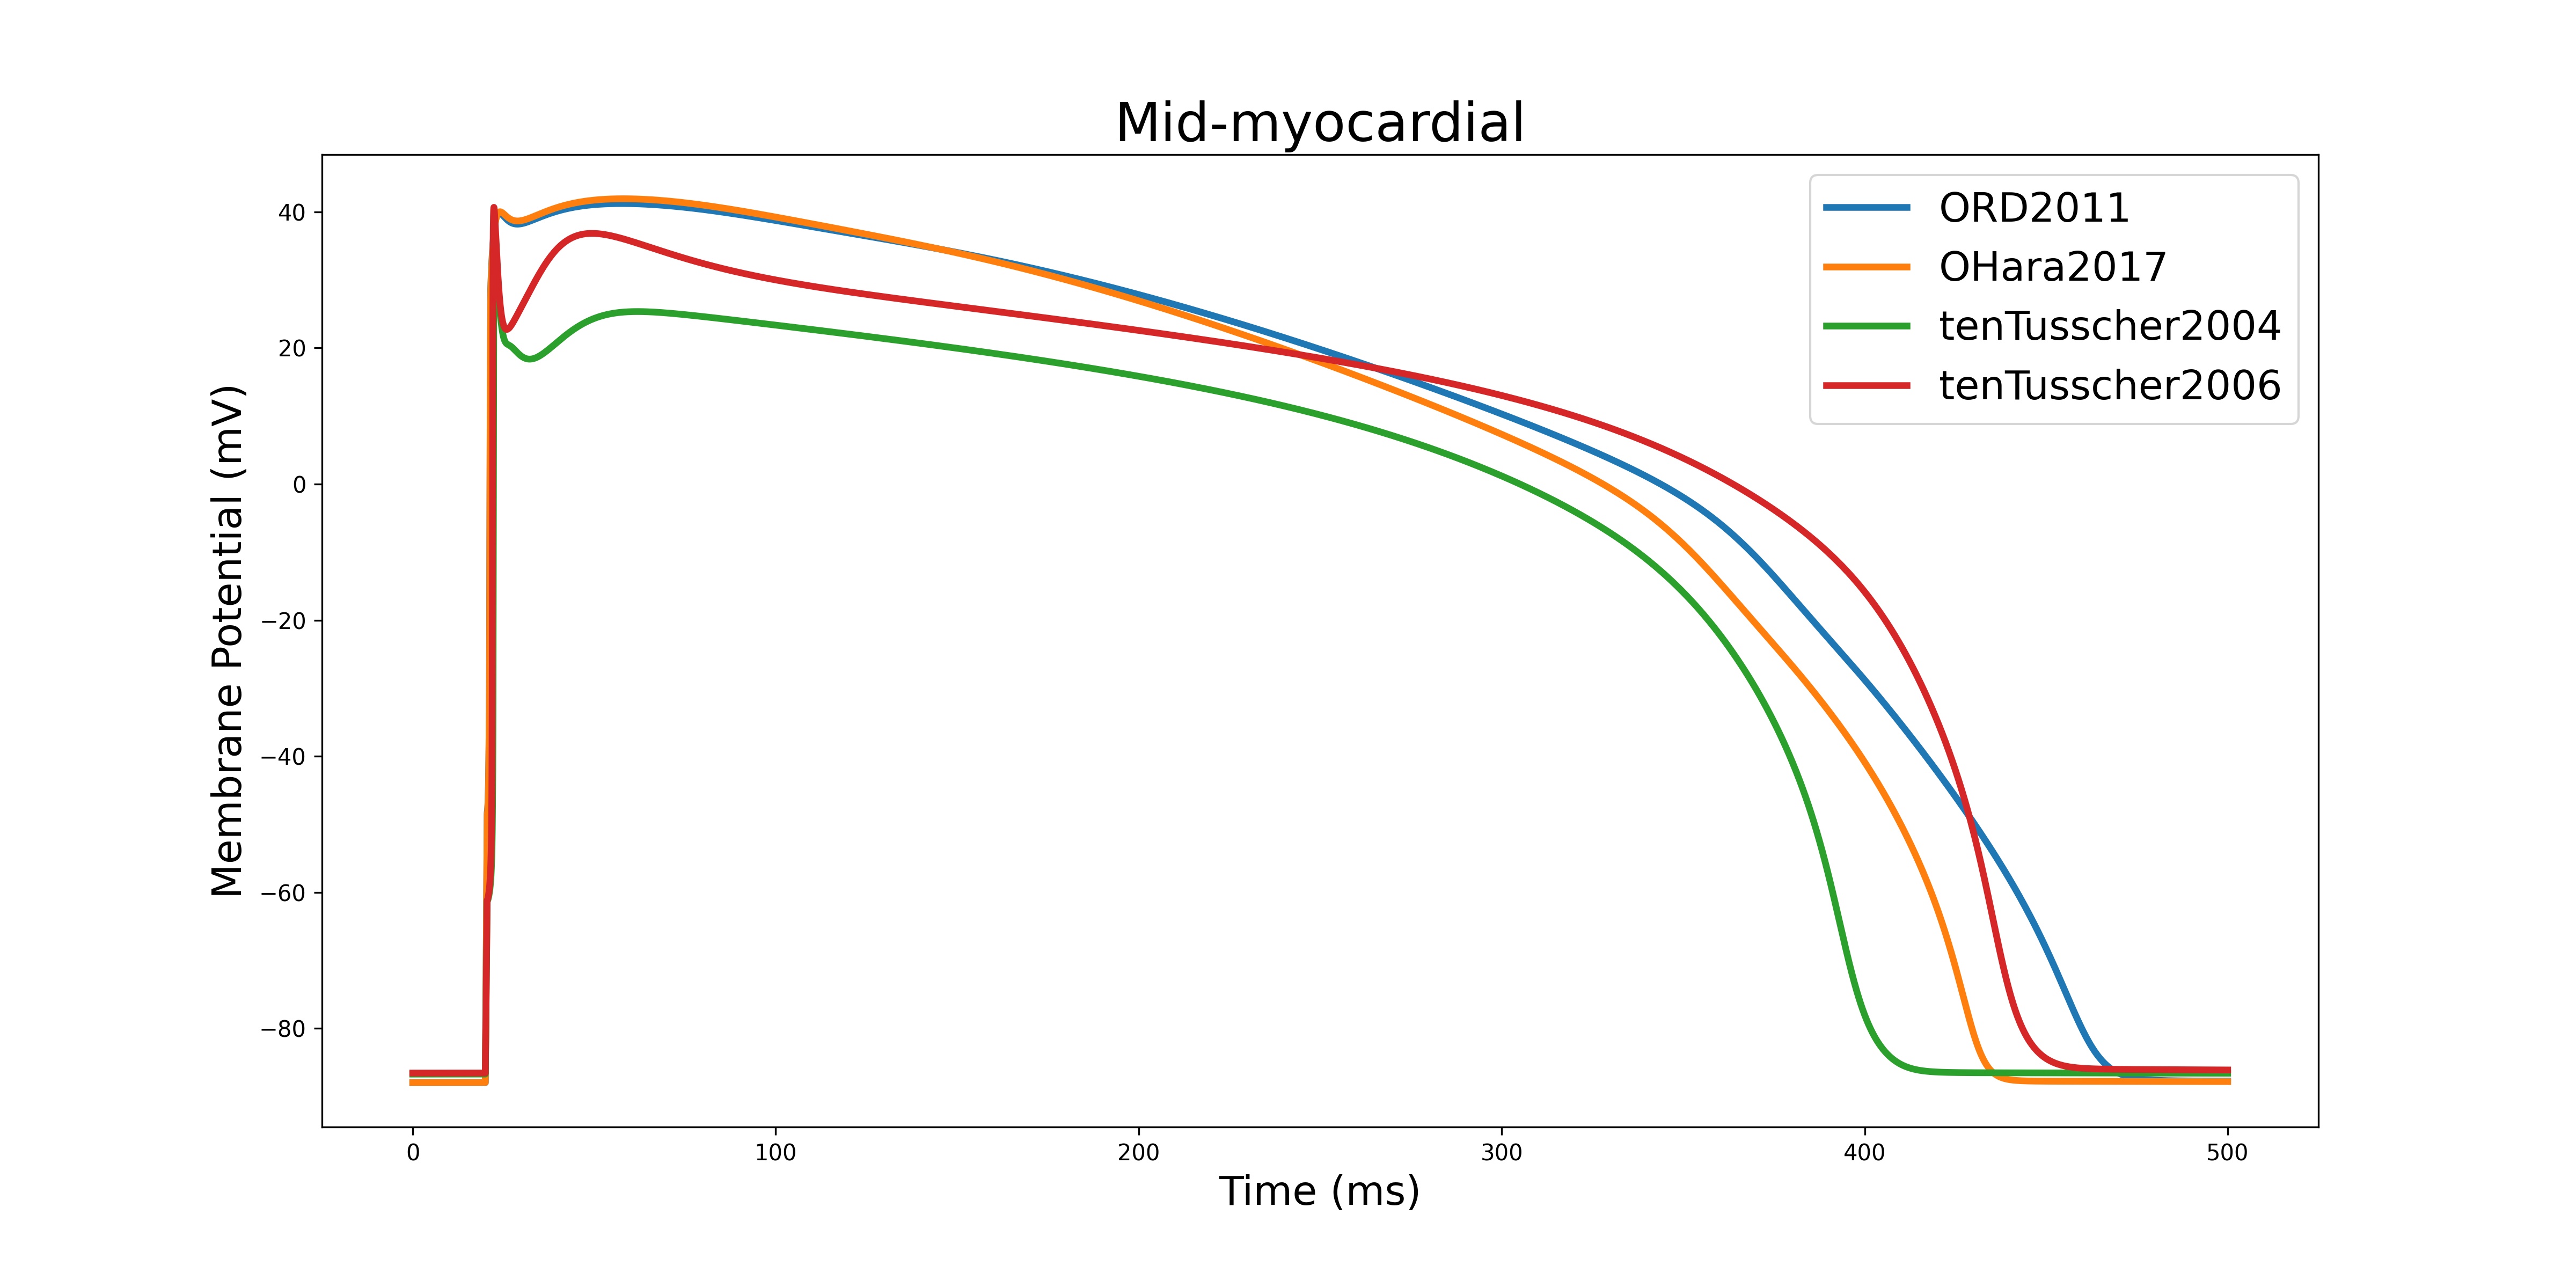 Mid-myocardial
ORD2011
OHara2017
tenTusscher2004
tenTusscher2006
Membrane Potential (mV)
40
20
0
−20
−40
−60
−80
0 100 200 300 400 500
Time (ms)